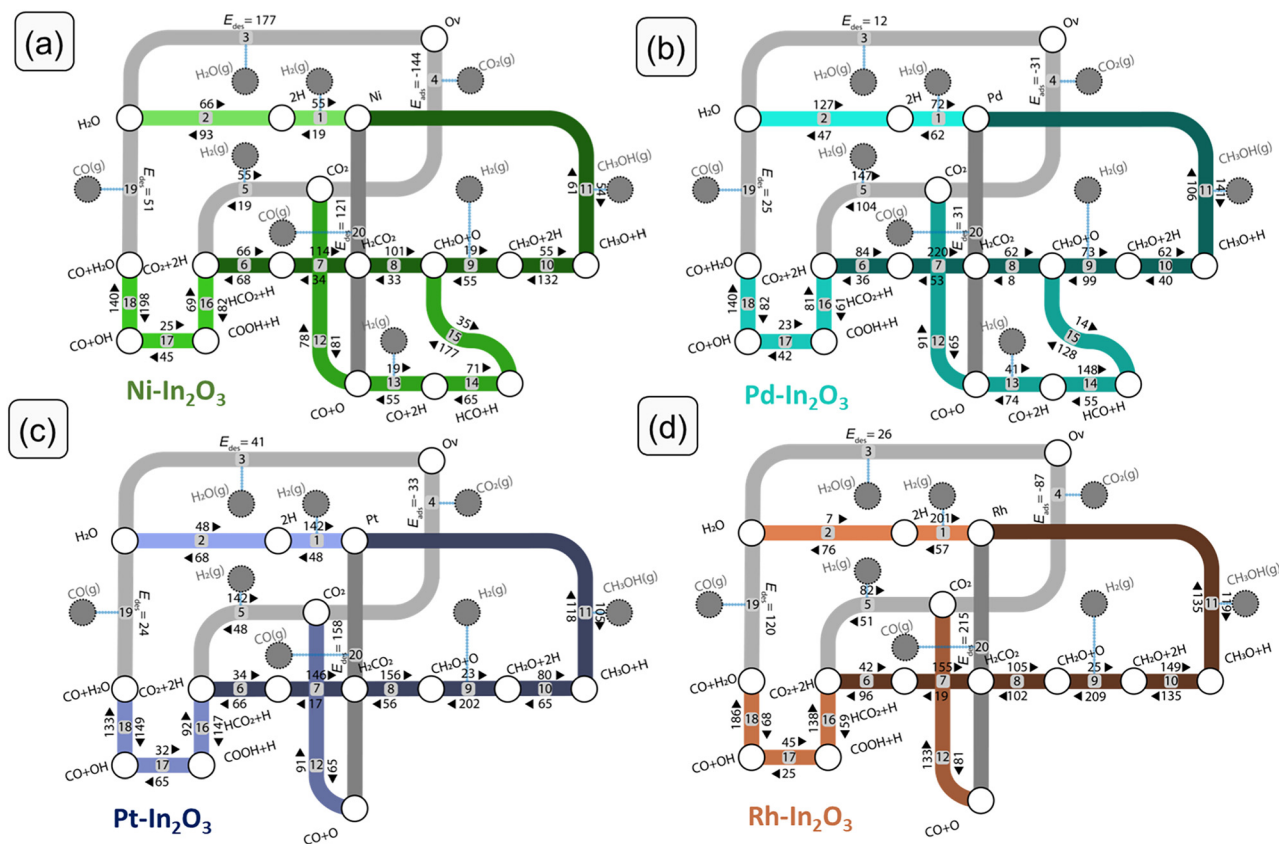 (a)
E_des = 177
3
Ov
H₂O(g)
H₂(g)
E_ads = -144
4
CO₂(g)
H₂O
66 ▶
2
◀ 93
2H
55 ▶
1
◀ 19
Ni
CO(g)
19
E_des = 51
H₂(g)
55 ▶
5
◀ 19
CO₂
E_des = 121
H₂(g)
CH₃OH(g)
◀ 61
11
CO(g)
20
CO+H₂O
CO₂+2H
66 ▶
6
◀ 68
HCO₂+H
114 ▶
7
◀ 34
H₂CO₂
101 ▶
8
◀ 33
CH₂O+O
19 ▶
9
◀ 55
CH₂O+2H
55 ▶
10
◀ 132
CH₃O+H
140 ▶
18
◀ 198
69 ▶
16
◀ 82
CO+OH
25 ▶
17
◀ 45
COOH+H
78 ▶
12
◀ 81
H₂(g)
35 ▶
15
◀ 177
19 ▶
13
◀ 55
71 ▶
14
◀ 65
CO+O
CO+2H
HCO+H
Ni-In₂O₃
(b)
E_des = 12
3
Ov
H₂O(g)
H₂(g)
E_ads = -31
4
CO₂(g)
H₂O
127 ▶
2
◀ 47
2H
72 ▶
1
◀ 62
Pd
CO(g)
19
E_des = 25
H₂(g)
147 ▶
5
◀ 104
CO₂
E_des = 31
H₂(g)
CH₃OH(g)
◀ 106
11
141 ▶
CO(g)
20
CO+H₂O
CO₂+2H
84 ▶
6
◀ 36
HCO₂+H
220 ▶
7
◀ 53
H₂CO₂
62 ▶
8
◀ 8
CH₂O+O
73 ▶
9
◀ 99
CH₂O+2H
62 ▶
10
◀ 40
CH₃O+H
140 ▶
18
◀ 82
81 ▶
16
◀ 61
CO+OH
23 ▶
17
◀ 42
COOH+H
91 ▶
12
◀ 65
H₂(g)
14 ▶
15
◀ 128
41 ▶
13
◀ 74
148 ▶
14
◀ 55
CO+O
CO+2H
HCO+H
Pd-In₂O₃
(c)
E_des = 41
3
Ov
H₂O(g)
H₂(g)
E_ads = - 33
4
CO₂(g)
H₂O
48 ▶
2
◀ 68
2H
142 ▶
1
◀ 48
Pt
CO(g)
19
E_des = 24
H₂(g)
142 ▶
5
◀ 48
CO₂
E_des = 158
H₂(g)
CH₃OH(g)
◀ 118
11
105 ▶
CO(g)
20
CO+H₂O
CO₂+2H
34 ▶
6
◀ 66
HCO₂+H
146 ▶
7
◀ 17
H₂CO₂
156 ▶
8
◀ 56
CH₂O+O
23 ▶
9
◀ 202
CH₂O+2H
80 ▶
10
◀ 65
CH₃O+H
133 ▶
18
◀ 149
92 ▶
16
◀ 147
CO+OH
32 ▶
17
◀ 65
COOH+H
91 ▶
12
◀ 65
CO+O
Pt-In₂O₃
(d)
E_des = 26
3
Ov
H₂O(g)
H₂(g)
E_ads = -87
4
CO₂(g)
H₂O
7 ▶
2
◀ 76
2H
201 ▶
1
◀ 57
Rh
CO(g)
19
E_des = 120
H₂(g)
82 ▶
5
◀ 51
CO₂
E_des = 215
H₂(g)
CH₃OH(g)
◀ 135
11
119 ▶
CO(g)
20
CO+H₂O
CO₂+2H
42 ▶
6
◀ 96
HCO₂+H
155 ▶
7
◀ 19
H₂CO₂
105 ▶
8
◀ 102
CH₂O+O
25 ▶
9
◀ 209
CH₂O+2H
149 ▶
10
◀ 135
CH₃O+H
186 ▶
18
138 ▶
16
CO+OH
45 ▶
17
◀ 25
COOH+H
133 ▶
12
◀ 81
CO+O
Rh-In₂O₃